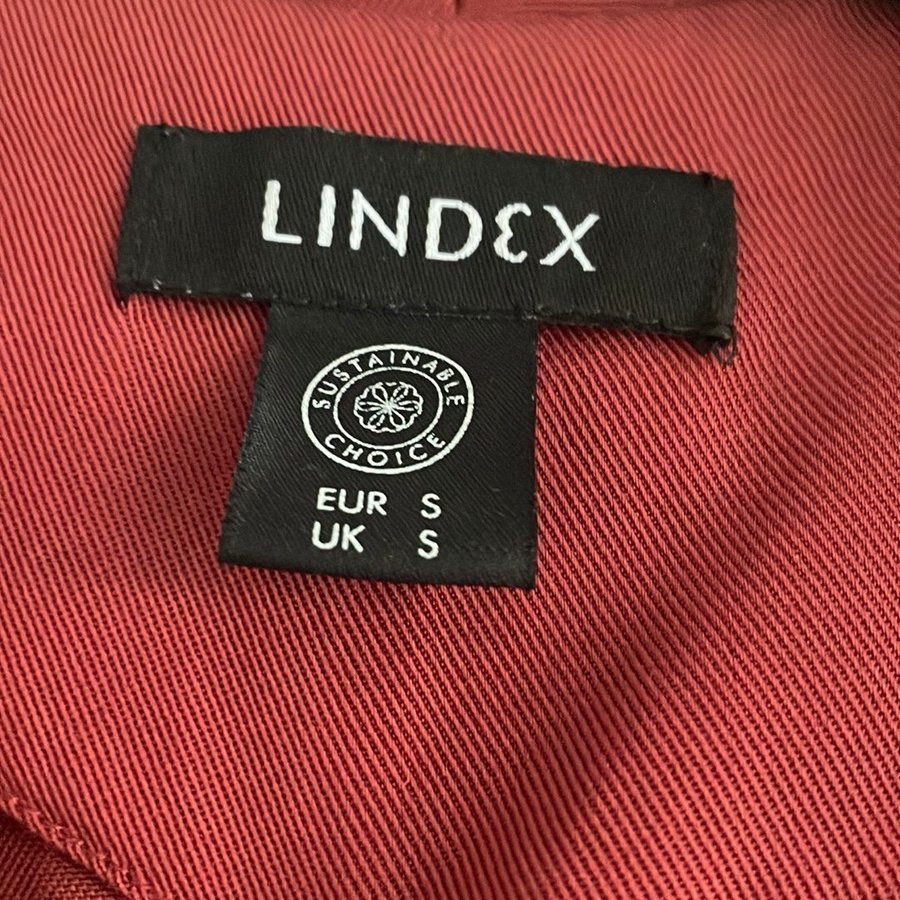 LINDEX
SUSTAINABLE
CHOICE
EUR S
UK S